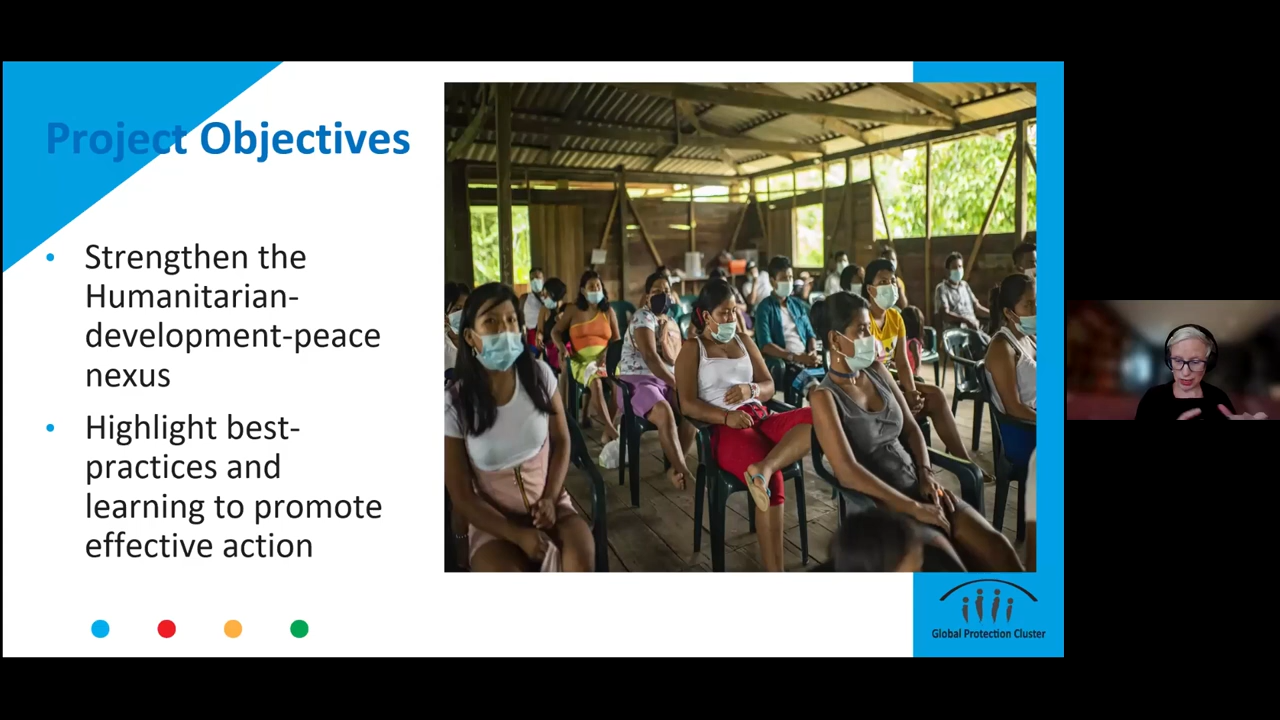 Project Objectives
• Strengthen the
Humanitarian-
development-peace
nexus
• Highlight best-
practices and
learning to promote
effective action
Global Protection Cluster